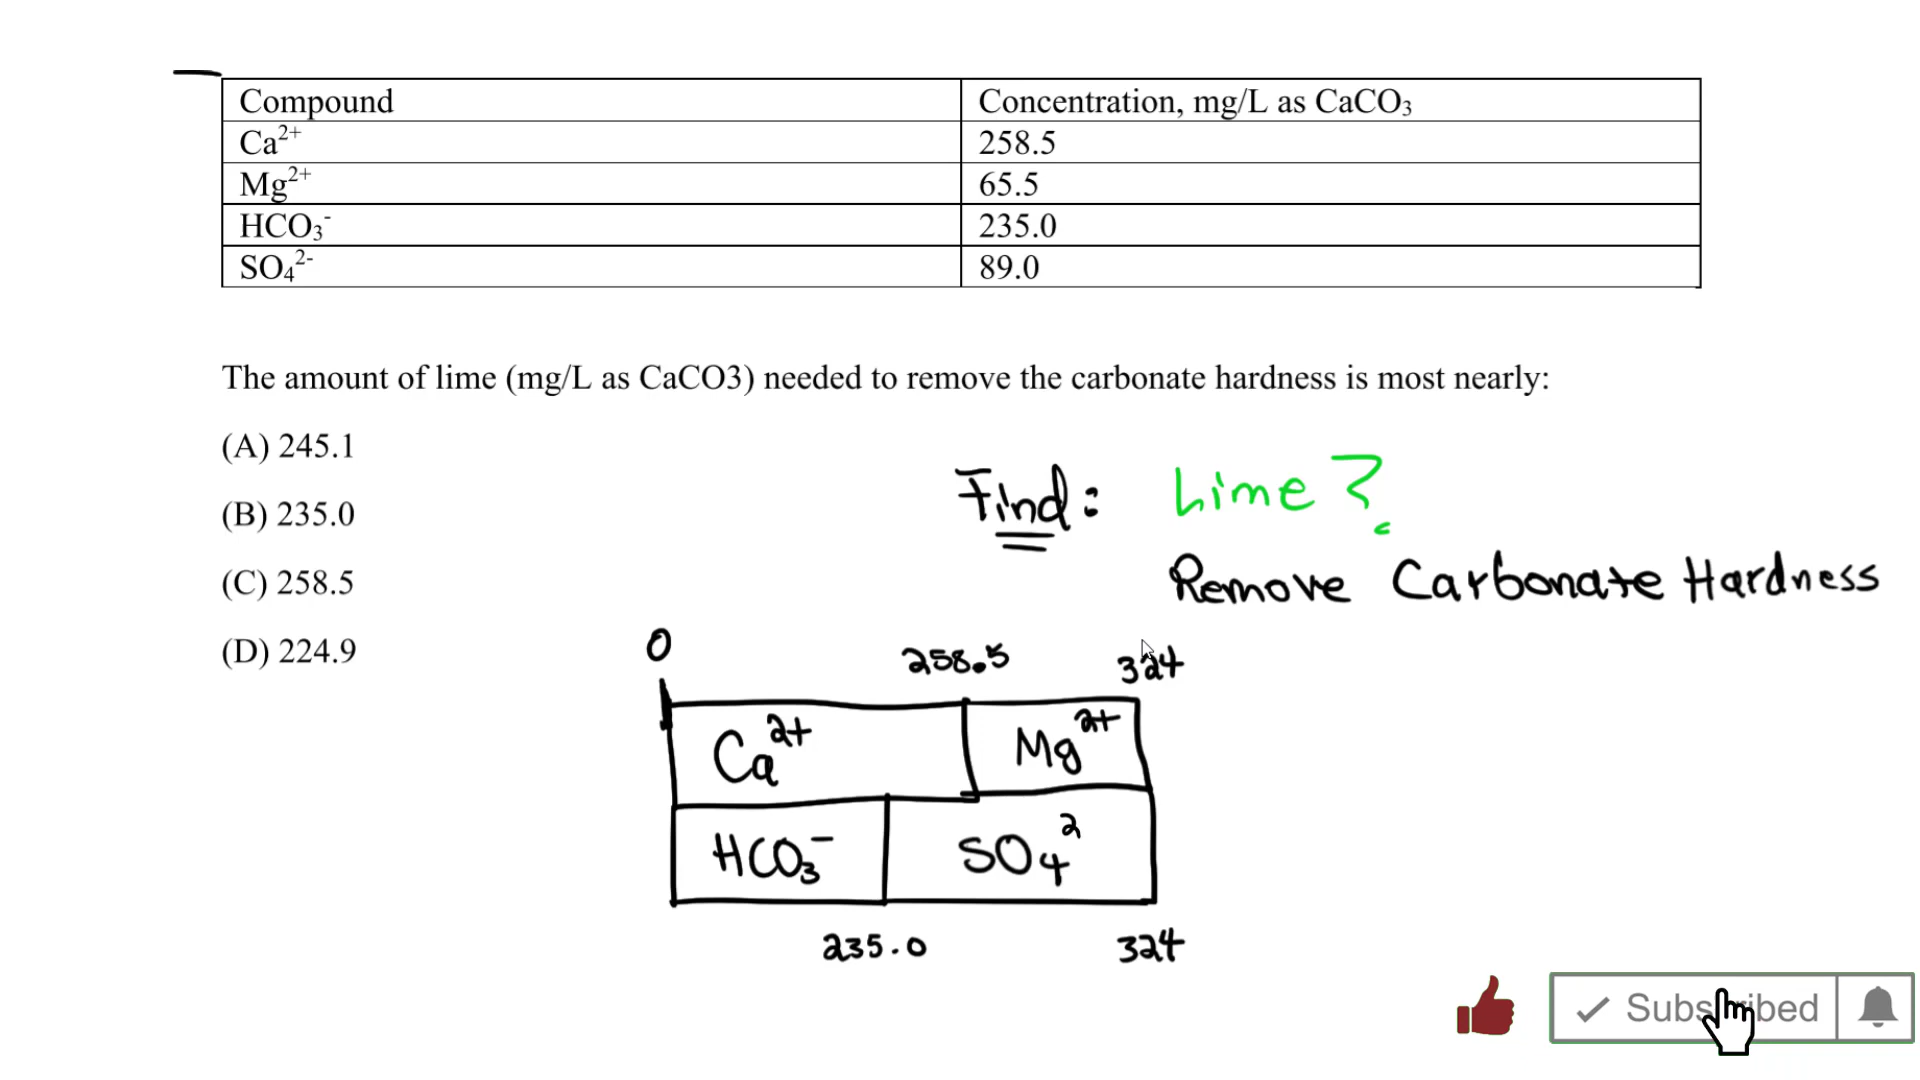 Compound Concentration, mg/L as CaCO₃
Ca²⁺ 258.5
Mg²⁺ 65.5
HCO₃⁻ 235.0
SO₄²⁻ 89.0
The amount of lime (mg/L as CaCO3) needed to remove the carbonate hardness is most nearly:
(A) 245.1
(B) 235.0
(C) 258.5
(D) 224.9
Find: Lime?
Remove Carbonate Hardness
0 258.5 324
Ca²⁺ Mg²⁺
HCO₃⁻ SO₄²
235.0 324
Subscribed